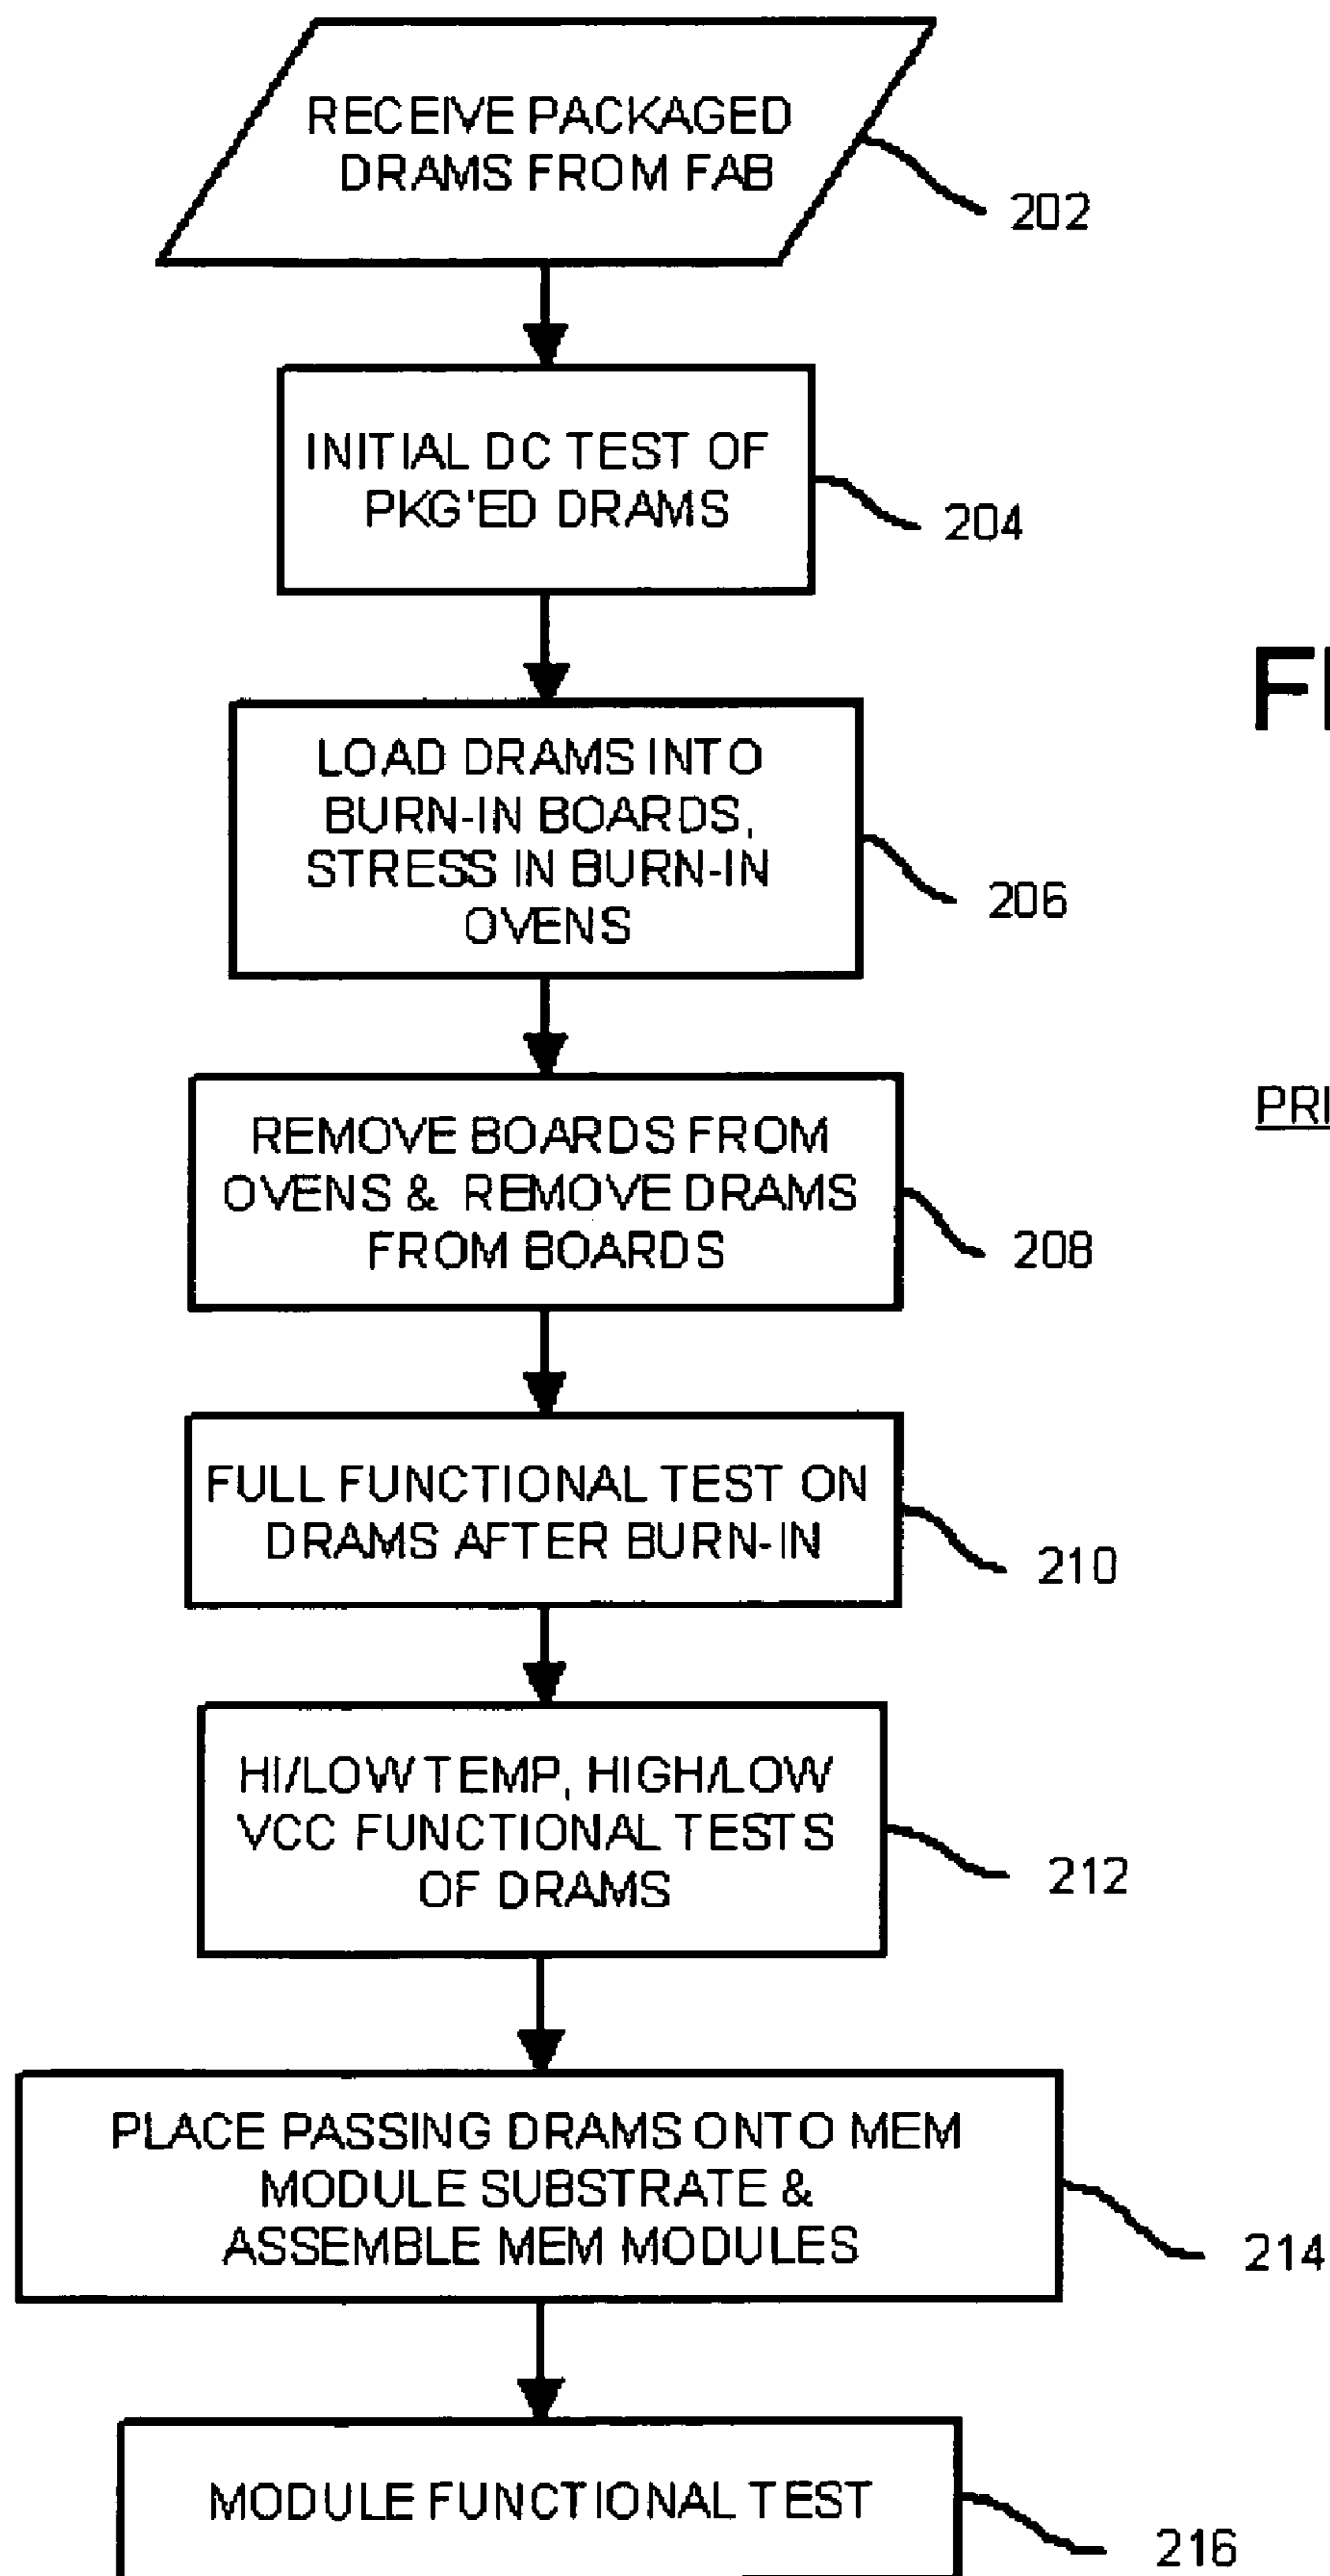 RECEIVE PACKAGED
DRAMS FROM FAB
202
INITIAL DC TEST OF
PKG'ED DRAMS
204
LOAD DRAMS INTO
BURN-IN BOARDS,
STRESS IN BURN-IN
OVENS
206
REMOVE BOARDS FROM
OVENS & REMOVE DRAMS
FROM BOARDS
208
FULL FUNCTIONAL TEST ON
DRAMS AFTER BURN-IN
210
HI/LOW TEMP, HIGH/LOW
VCC FUNCTIONAL TESTS
OF DRAMS
212
PLACE PASSING DRAMS ONTO MEM
MODULE SUBSTRATE &
ASSEMBLE MEM MODULES
214
MODULE FUNCTIONAL TEST
216